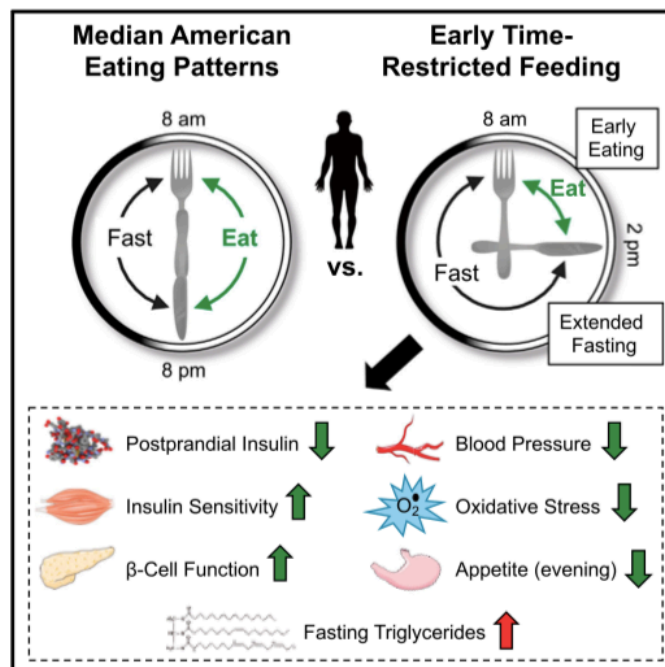 Median American
Eating Patterns
Early Time-
Restricted Feeding
8 am
Fast
Eat
8 pm
vs.
8 am
Early
Eating
Eat
2 pm
Fast
Extended
Fasting
Postprandial Insulin
Blood Pressure
Insulin Sensitivity
O₂•
Oxidative Stress
β-Cell Function
Appetite (evening)
Fasting Triglycerides